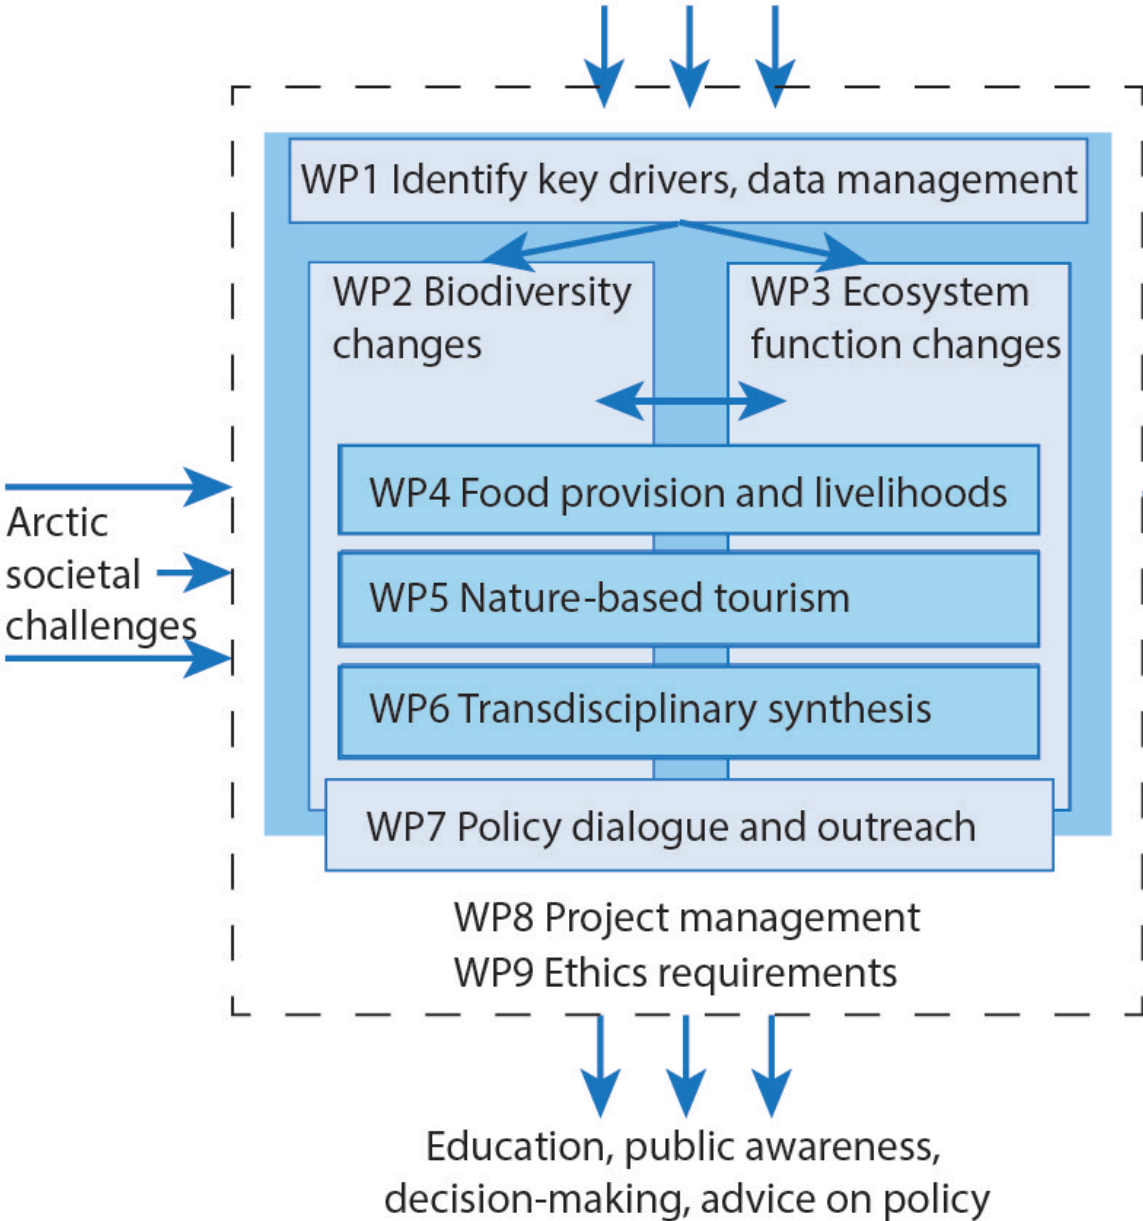 WP1 Identify key drivers, data management
WP2 Biodiversity
changes
WP3 Ecosystem
function changes
WP4 Food provision and livelihoods
Arctic
societal
challenges
WP5 Nature-based tourism
WP6 Transdisciplinary synthesis
WP7 Policy dialogue and outreach
WP8 Project management
WP9 Ethics requirements
Education, public awareness,
decision-making, advice on policy